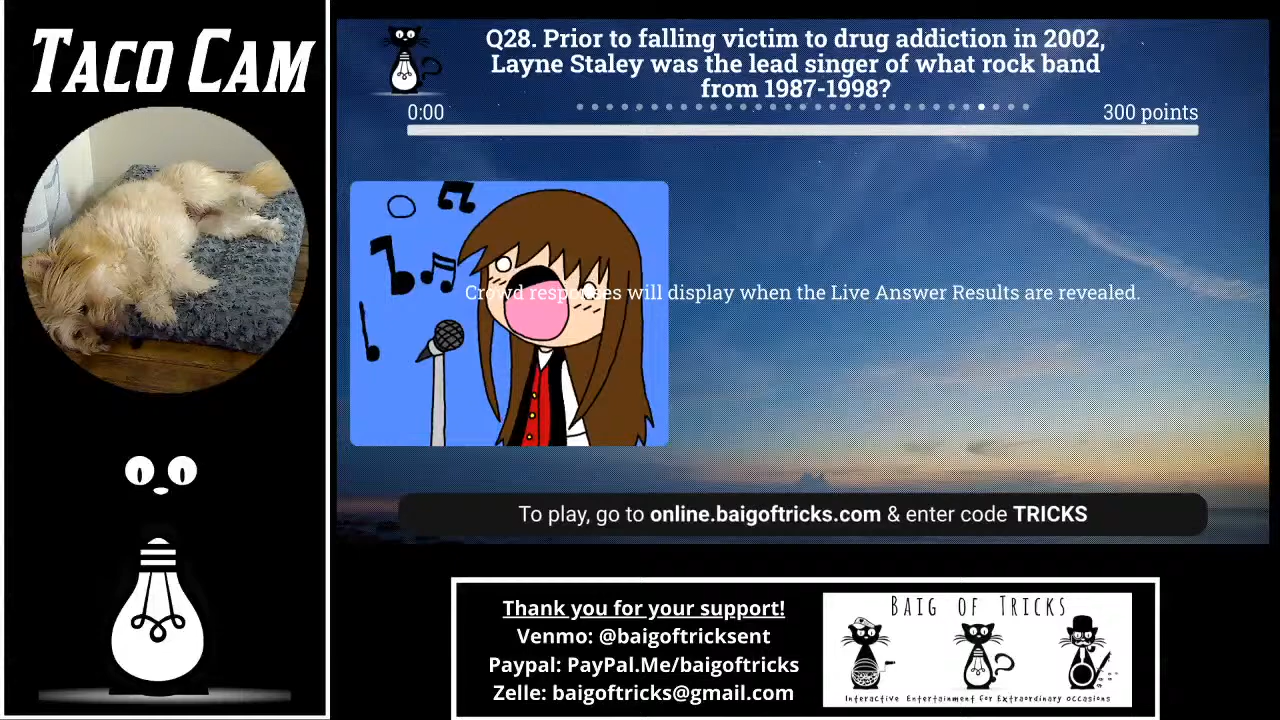 TACO CAM
Q28. Prior to falling victim to drug addiction in 2002,
Layne Staley was the lead singer of what rock band
from 1987-1998?
0:00
300 points
Crowd responses will display when the Live Answer Results are revealed.
To play, go to online.baigoftricks.com & enter code TRICKS
Thank you for your support!
Venmo: @baigoftricksent
Paypal: PayPal.Me/baigoftricks
Zelle: baigoftricks@gmail.com
BAIG OF TRICKS
Interactive Entertainment for Extraordinary Occasions